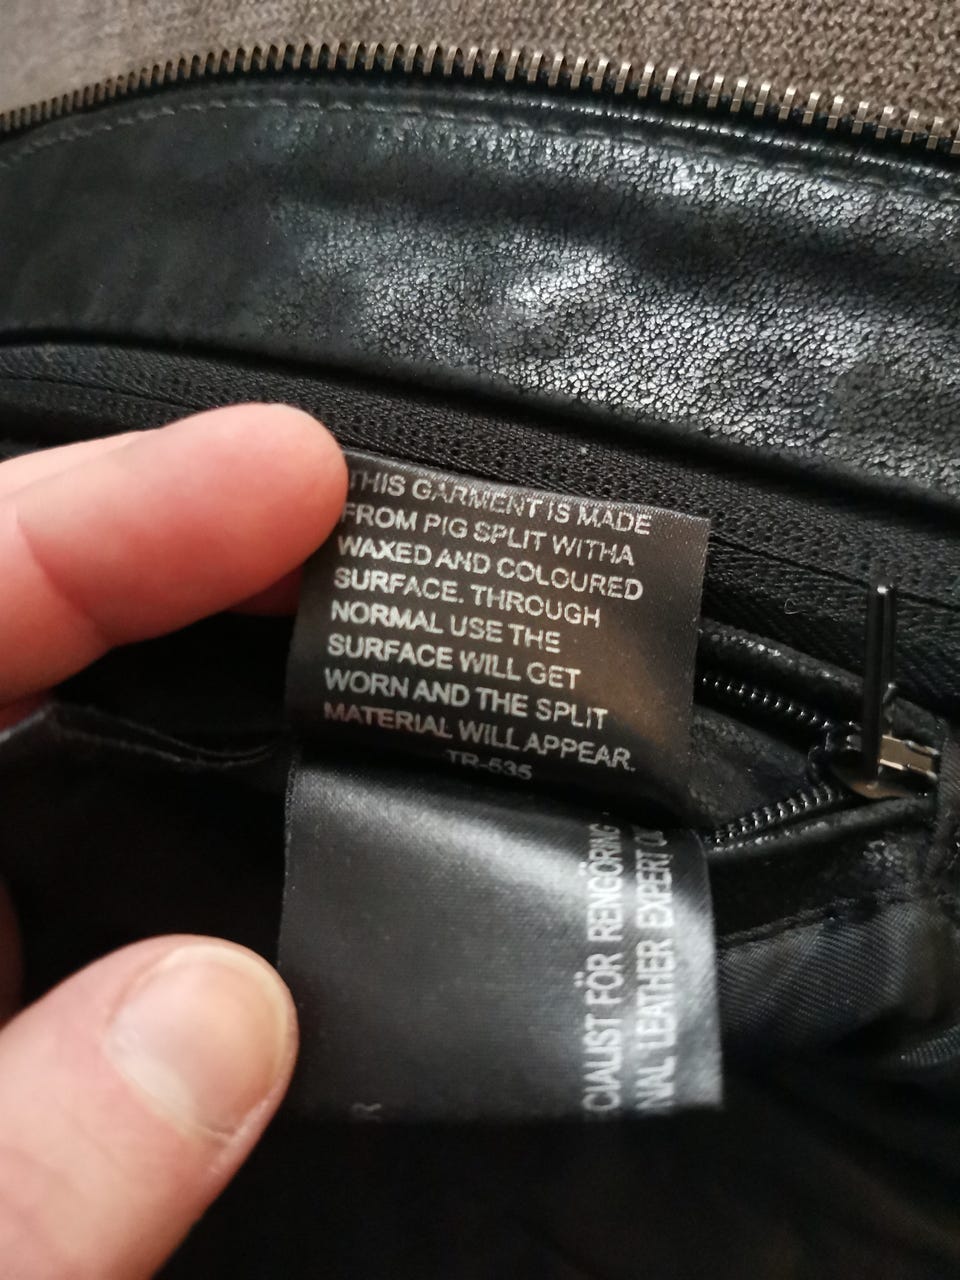 THIS GARMENT IS MADE
FROM PIG SPLIT WITHA
WAXED AND COLOURED
SURFACE. THROUGH
NORMAL USE THE
SURFACE WILL GET
WORN AND THE SPLIT
MATERIAL WILL APPEAR.
TR-635
CIALIST FÖR RENGÖRING
NAL LEATHER EXPERT
R